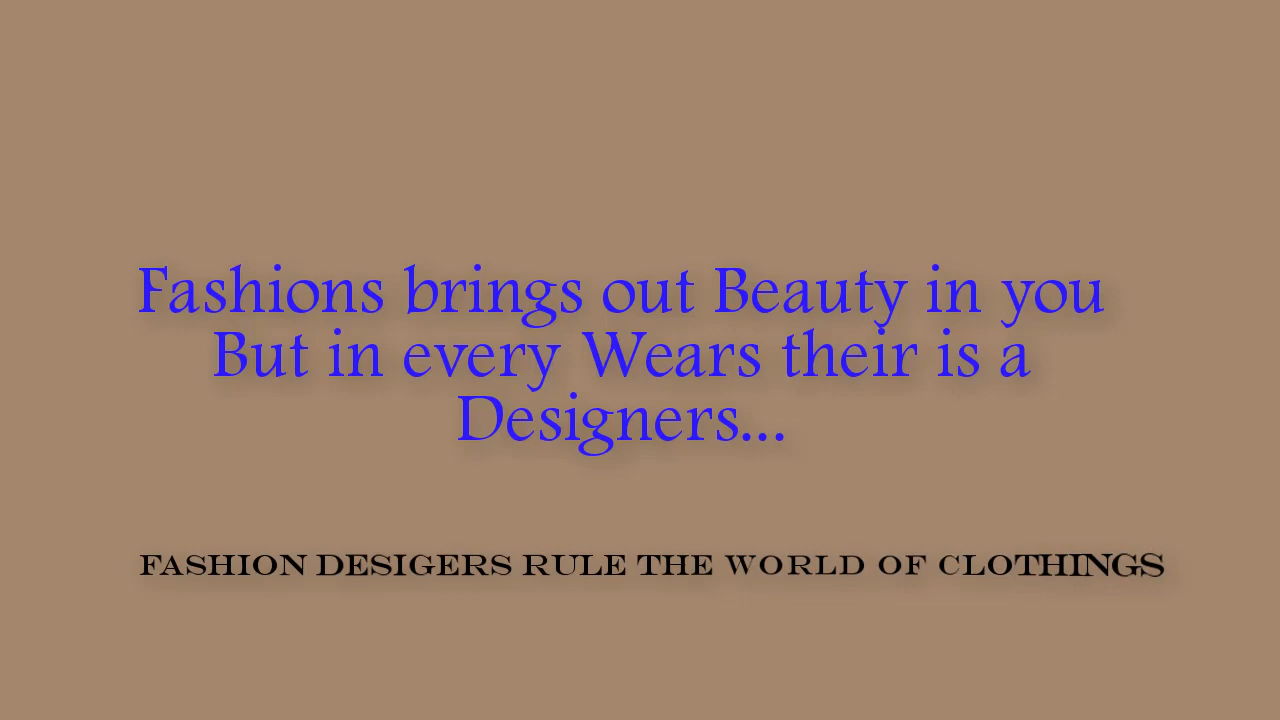 Fashions brings out Beauty in you
But in every Wears their is a
Designers...
FASHION DESIGERS RULE THE WORLD OF CLOTHINGS